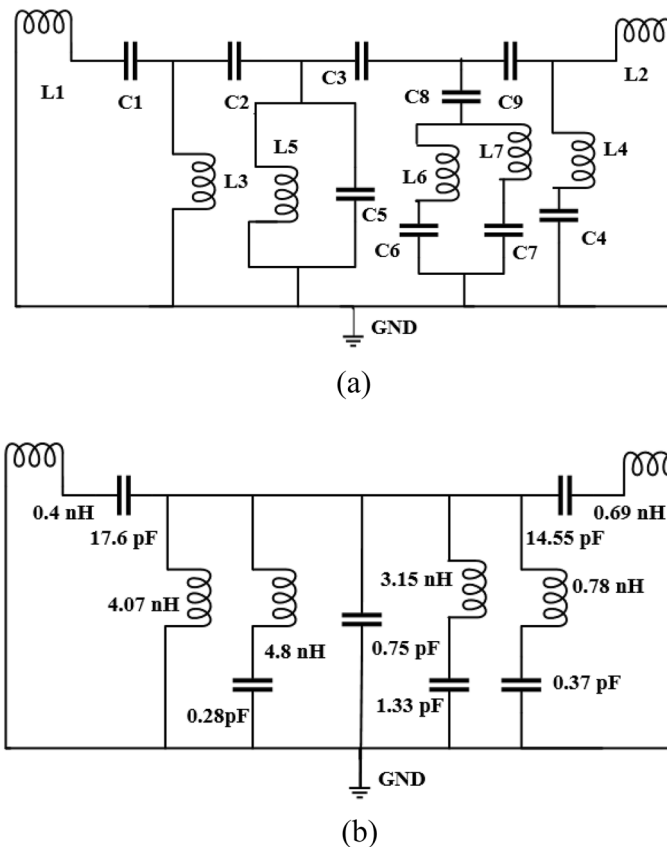 L1
C1
C2
C3
C8
C9
L2
L3
L5
C5
L6
L7
L4
C6
C7
C4
GND
(a)
0.4 nH
17.6 pF
14.55 pF
0.69 nH
4.07 nH
4.8 nH
0.28pF
0.75 pF
3.15 nH
1.33 pF
0.78 nH
0.37 pF
GND
(b)